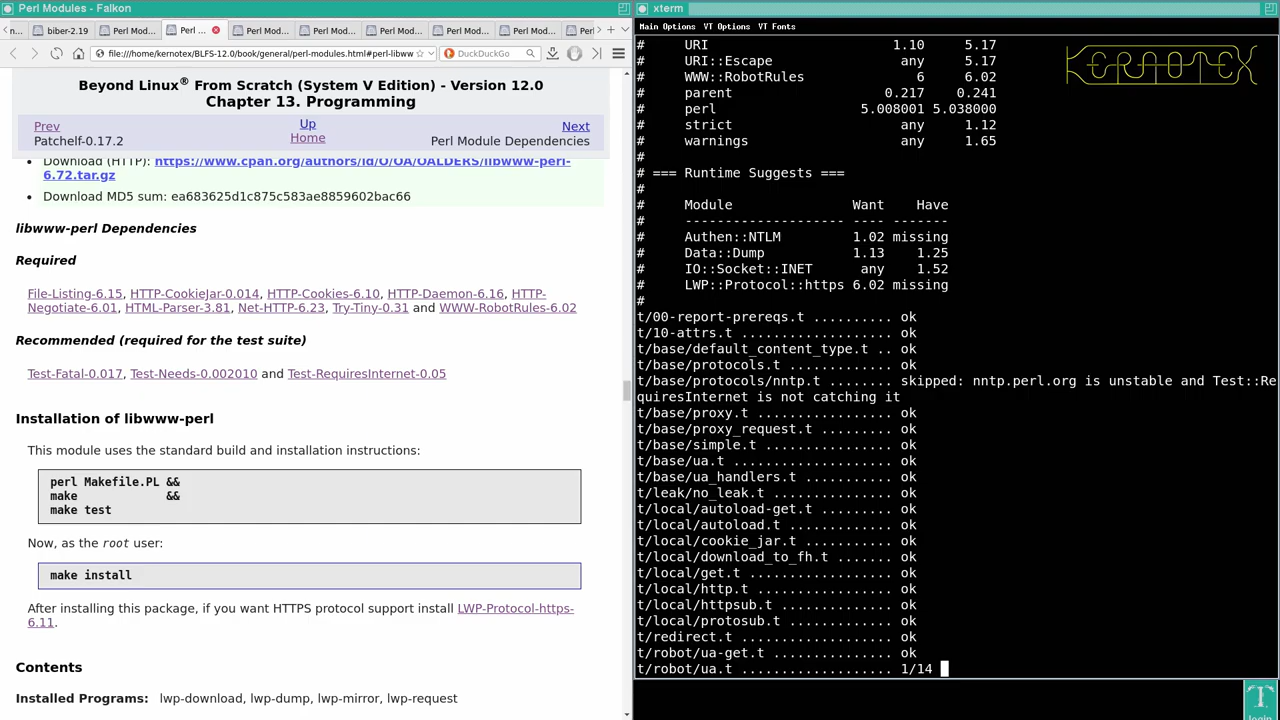 Perl Modules - Falkon
n...
biber-2.19
Perl Mod...
Perl ...
Perl Mod...
Perl Mod...
Perl Mod...
Perl Mod...
Perl Mod...
Per
file:///home/kernotex/BLFS-12.0/book/general/perl-modules.html#perl-libww
DuckDuckGo
Beyond Linux® From Scratch (System V Edition) - Version 12.0
Chapter 13. Programming
Prev
Up
Next
Patchelf-0.17.2
Home
Perl Module Dependencies
Download (HTTP): https://www.cpan.org/authors/id/O/OA/OALDERS/libwww-perl-
6.72.tar.gz
Download MD5 sum: ea683625d1c875c583ae8859602bac66
libwww-perl Dependencies
Required
File-Listing-6.15, HTTP-CookieJar-0.014, HTTP-Cookies-6.10, HTTP-Daemon-6.16, HTTP-
Negotiate-6.01, HTML-Parser-3.81, Net-HTTP-6.23, Try-Tiny-0.31 and WWW-RobotRules-6.02
Recommended (required for the test suite)
Test-Fatal-0.017, Test-Needs-0.002010 and Test-RequiresInternet-0.05
Installation of libwww-perl
This module uses the standard build and installation instructions:
perl Makefile.PL &&
make             &&
make test
Now, as the root user:
make install
After installing this package, if you want HTTPS protocol support install LWP-Protocol-https-
6.11.
Contents
Installed Programs: lwp-download, lwp-dump, lwp-mirror, lwp-request
xterm
Main Options VT Options VT Fonts
KERNOTEX
#     URI                       1.10     5.17
#     URI::Escape                any     5.17
#     WWW::RobotRules              6     6.02
#     parent                   0.217    0.241
#     perl                  5.008001 5.038000
#     strict                     any     1.12
#     warnings                   any     1.65
#
# === Runtime Suggests ===
#
#     Module               Want    Have
#     -------------------- ---- -------
#     Authen::NTLM         1.02 missing
#     Data::Dump           1.13    1.25
#     IO::Socket::INET      any    1.52
#     LWP::Protocol::https 6.02 missing
#
t/00-report-prereqs.t .......... ok
t/10-attrs.t ................... ok
t/base/default_content_type.t .. ok
t/base/protocols.t ............. ok
t/base/protocols/nntp.t ........ skipped: nntp.perl.org is unstable and Test::Re
quiresInternet is not catching it
t/base/proxy.t ................. ok
t/base/proxy_request.t ......... ok
t/base/simple.t ................ ok
t/base/ua.t .................... ok
t/base/ua_handlers.t ........... ok
t/leak/no_leak.t ............... ok
t/local/autoload-get.t ......... ok
t/local/autoload.t ............. ok
t/local/cookie_jar.t ........... ok
t/local/download_to_fh.t ....... ok
t/local/get.t .................. ok
t/local/http.t ................. ok
t/local/httpsub.t .............. ok
t/local/protosub.t ............. ok
t/redirect.t ................... ok
t/robot/ua-get.t ............... ok
t/robot/ua.t ................... 1/14
login